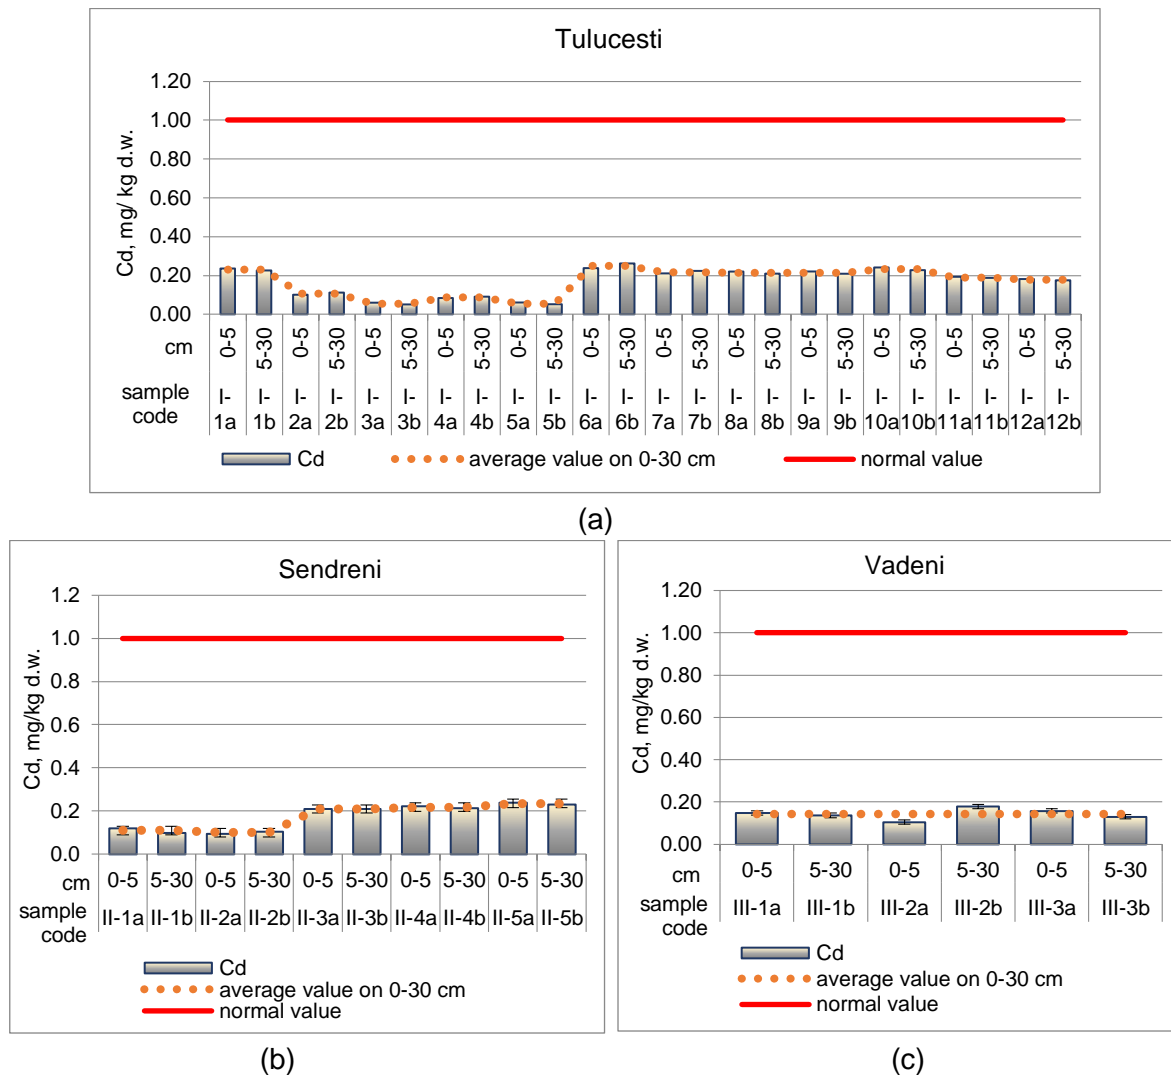 Tulucesti
Cd, mg/ kg d.w.
1.20
1.00
0.80
0.60
0.40
0.20
0.00
cm 0-5 5-30 0-5 5-30 0-5 5-30 0-5 5-30 0-5 5-30 0-5 5-30 0-5 5-30 0-5 5-30 0-5 5-30 0-5 5-30 0-5 5-30 0-5 5-30
sample code I-1a I-1b I-2a I-2b I-3a I-3b I-4a I-4b I-5a I-5b I-6a I-6b I-7a I-7b I-8a I-8b I-9a I-9b I-10a I-10b I-11a I-11b I-12a I-12b
Cd average value on 0-30 cm normal value
(a)
Sendreni
Cd, mg/kg d.w.
1.2
1.0
0.8
0.6
0.4
0.2
0.0
cm 0-5 5-30 0-5 5-30 0-5 5-30 0-5 5-30 0-5 5-30
sample code II-1a II-1b II-2a II-2b II-3a II-3b II-4a II-4b II-5a II-5b
Cd
average value on 0-30 cm
normal value
(b)
Vadeni
Cd, mg/kg d.w.
1.20
1.00
0.80
0.60
0.40
0.20
0.00
cm 0-5 5-30 0-5 5-30 0-5 5-30
sample code III-1a III-1b III-2a III-2b III-3a III-3b
Cd
average value on 0-30 cm
normal value
(c)